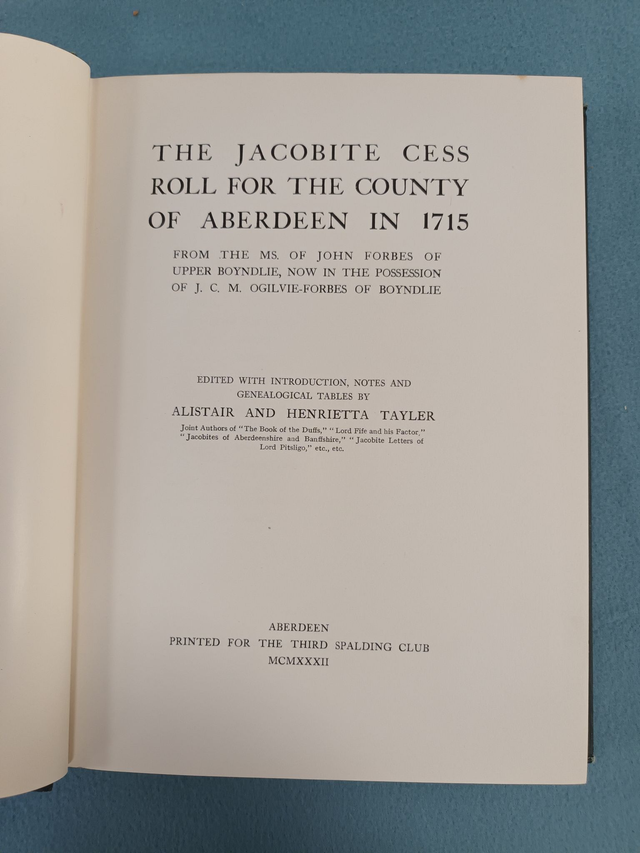 THE JACOBITE CESS
ROLL FOR THE COUNTY
OF ABERDEEN IN 1715
FROM THE MS. OF JOHN FORBES OF
UPPER BOYNDLIE, NOW IN THE POSSESSION
OF J. C. M. OGILVIE-FORBES OF BOYNDLIE
EDITED WITH INTRODUCTION, NOTES AND
GENEALOGICAL TABLES BY
ALISTAIR AND HENRIETTA TAYLER
Joint Authors of "The Book of the Duffs," "Lord Fife and his Factor,"
"Jacobites of Aberdeenshire and Banffshire," "Jacobite Letters of
Lord Pitsligo," etc., etc.
ABERDEEN
PRINTED FOR THE THIRD SPALDING CLUB
MCMXXXII